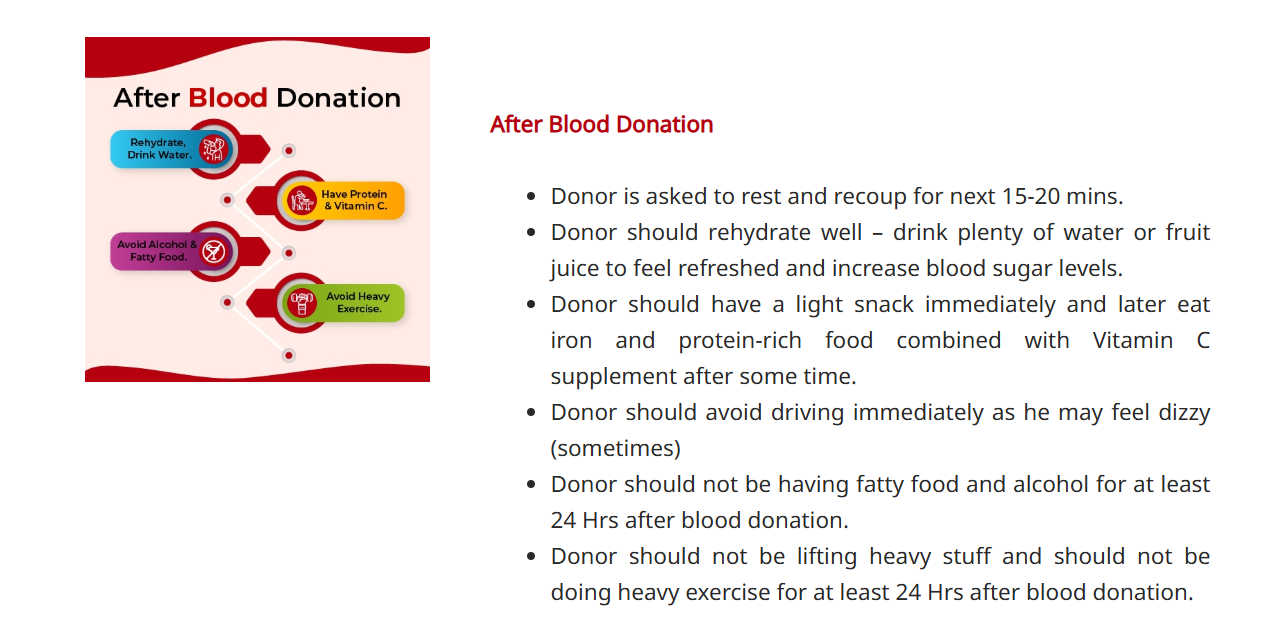 After Blood Donation
Rehydrate,
Drink Water.
Have Protein
& Vitamin C.
Avoid Alcohol &
Fatty Food.
Avoid Heavy
Exercise.
After Blood Donation
• Donor is asked to rest and recoup for next 15-20 mins.
• Donor should rehydrate well – drink plenty of water or fruit
juice to feel refreshed and increase blood sugar levels.
• Donor should have a light snack immediately and later eat
iron and protein-rich food combined with Vitamin C
supplement after some time.
• Donor should avoid driving immediately as he may feel dizzy
(sometimes)
• Donor should not be having fatty food and alcohol for at least
24 Hrs after blood donation.
• Donor should not be lifting heavy stuff and should not be
doing heavy exercise for at least 24 Hrs after blood donation.